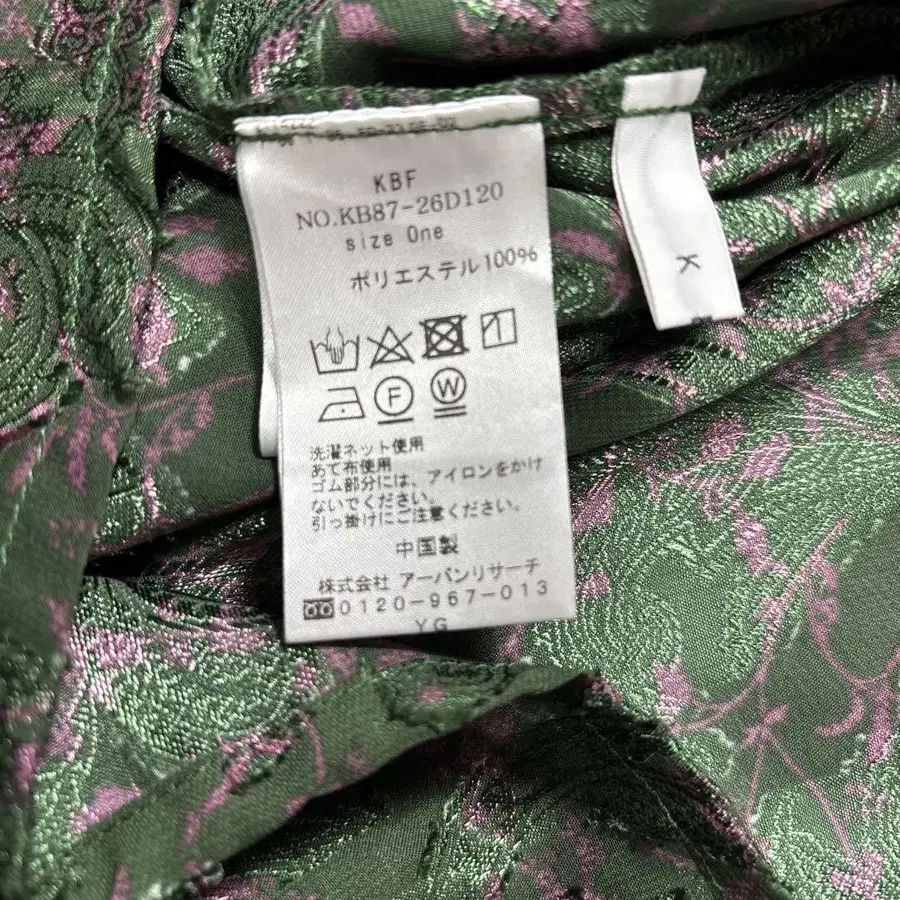 KBF
NO.KB87-26D120
size One
ポリエステル100%
F
W
洗濯ネット使用
あて布使用
ゴム部分には、アイロンをかけ
ないでください。
引っ掛けにご注意ください。
中国製
株式会社 アーバンリサーチ
0120-967-013
YG
K